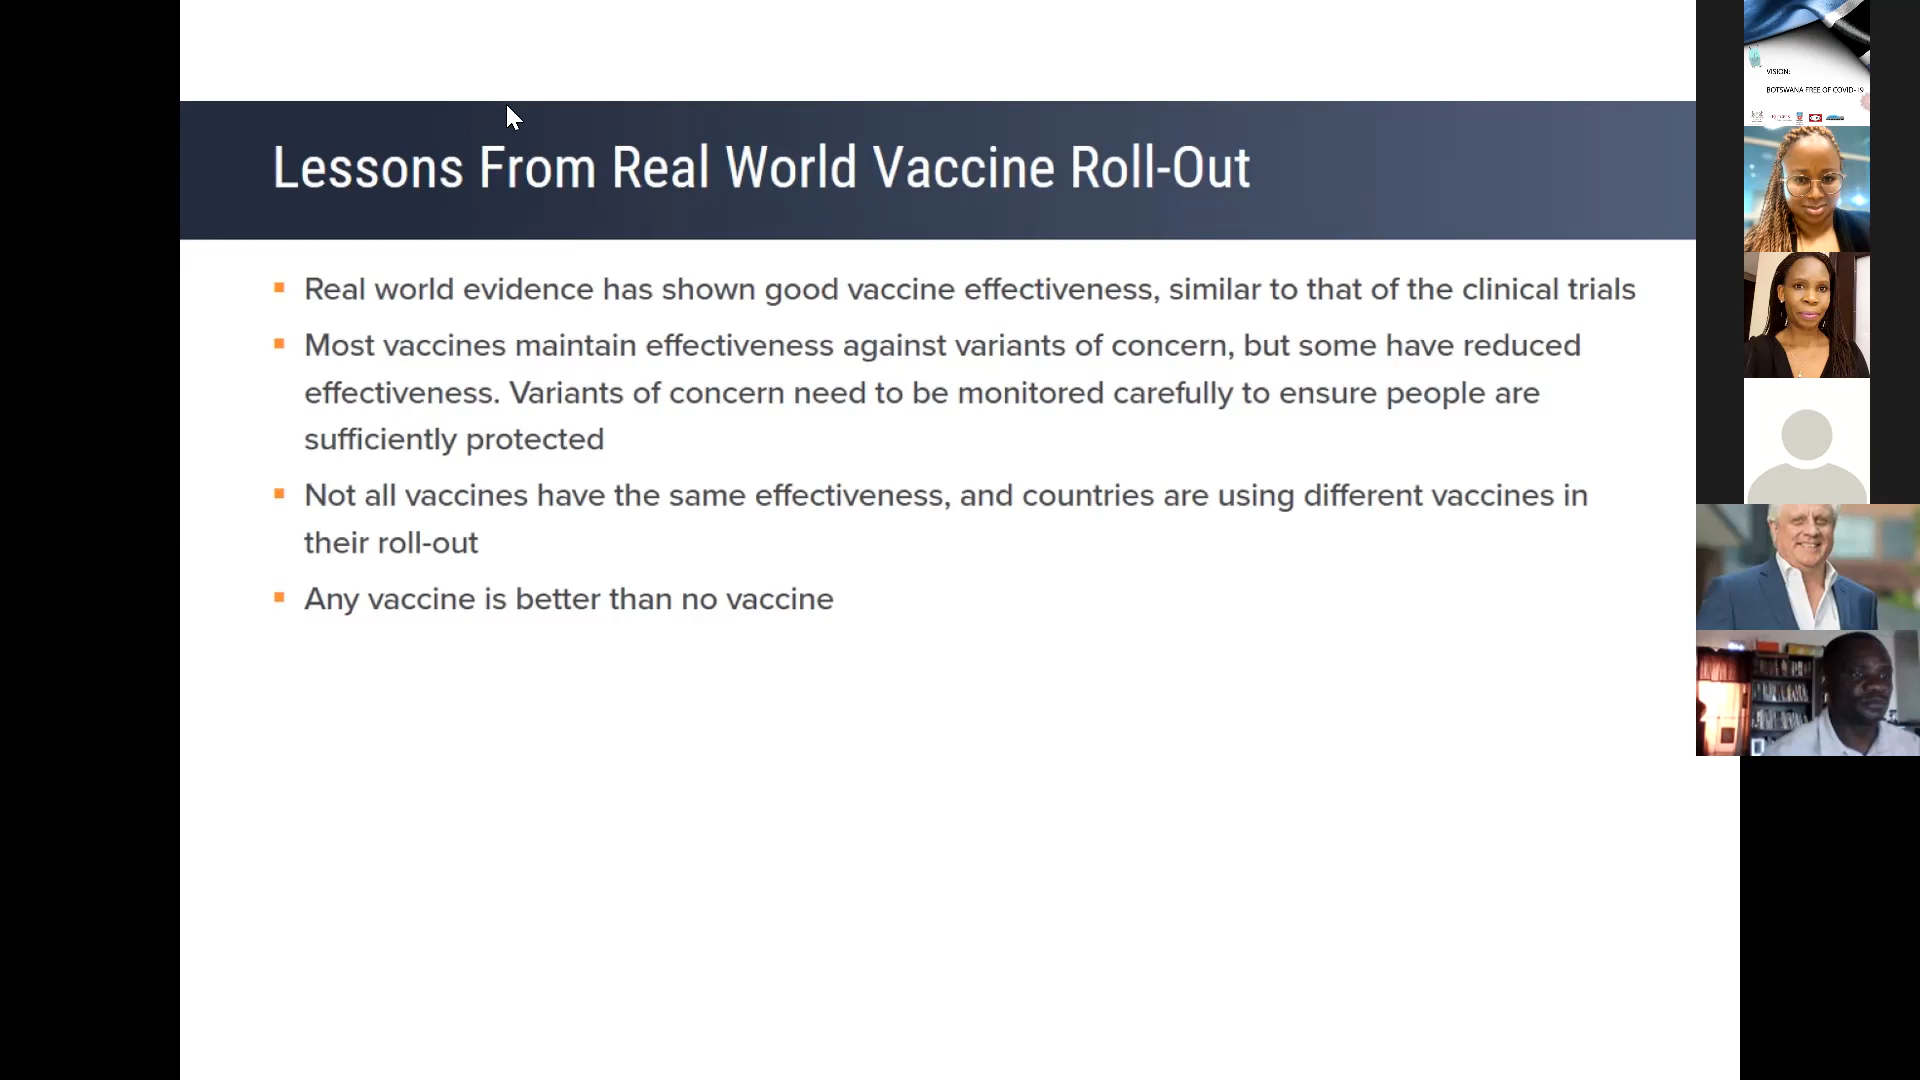 Lessons From Real World Vaccine Roll-Out
Real world evidence has shown good vaccine effectiveness, similar to that of the clinical trials
Most vaccines maintain effectiveness against variants of concern, but some have reduced
effectiveness. Variants of concern need to be monitored carefully to ensure people are
sufficiently protected
Not all vaccines have the same effectiveness, and countries are using different vaccines in
their roll-out
Any vaccine is better than no vaccine
VISION:
BOTSWANA FREE OF COVID-19